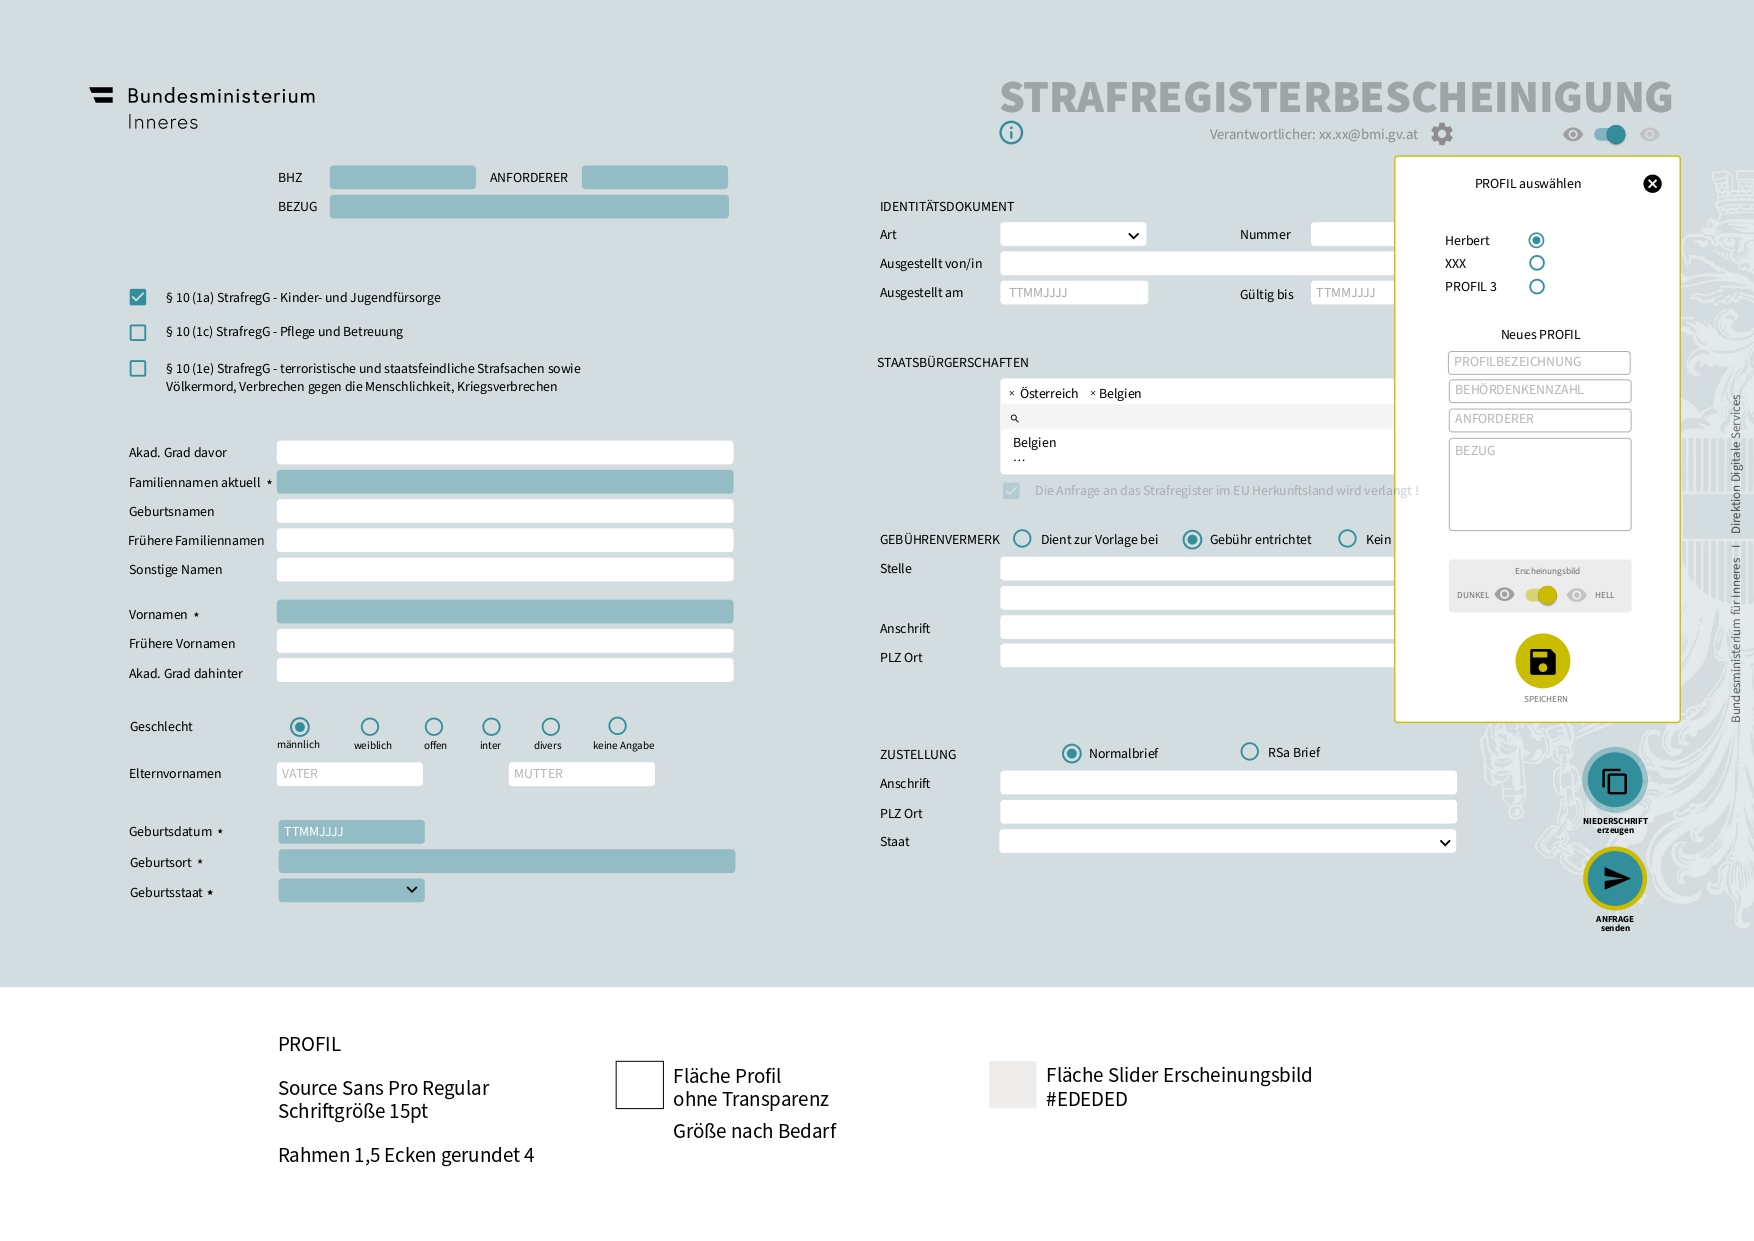 Bundesministerium
Inneres
STRAFREGISTERBESCHEINIGUNG
Verantwortlicher: xx.xx@bmi.gv.at
BHZ
ANFORDERER
BEZUG
§ 10 (1a) StrafregG - Kinder- und Jugendfürsorge
§ 10 (1c) StrafregG - Pflege und Betreuung
§ 10 (1e) StrafregG - terroristische und staatsfeindliche Strafsachen sowie
Völkermord, Verbrechen gegen die Menschlichkeit, Kriegsverbrechen
Akad. Grad davor
Familiennamen aktuell *
Geburtsnamen
Frühere Familiennamen
Sonstige Namen
Vornamen *
Frühere Vornamen
Akad. Grad dahinter
Geschlecht
männlich
weiblich
offen
inter
divers
keine Angabe
Elternvornamen
VATER
MUTTER
Geburtsdatum *
TTMMJJJJ
Geburtsort *
Geburtsstaat *
IDENTITÄTSDOKUMENT
Art
Nummer
Ausgestellt von/in
Ausgestellt am
TTMMJJJJ
Gültig bis
TTMMJJJJ
STAATSBÜRGERSCHAFTEN
× Österreich × Belgien
Belgien
...
Die Anfrage an das Strafregister im EU Herkunftsland wird verlangt !
GEBÜHRENVERMERK
Dient zur Vorlage bei
Gebühr entrichtet
Kein
Stelle
Anschrift
PLZ Ort
ZUSTELLUNG
Normalbrief
RSa Brief
Anschrift
PLZ Ort
Staat
PROFIL auswählen
Herbert
XXX
PROFIL 3
Neues PROFIL
PROFILBEZEICHNUNG
BEHÖRDENKENNZAHL
ANFORDERER
BEZUG
Erscheinungsbild
DUNKEL
HELL
SPEICHERN
NIEDERSCHRIFT
erzeugen
ANFRAGE
senden
Bundesministerium für Inneres | Direktion Digitale Services
PROFIL
Source Sans Pro Regular
Schriftgröße 15pt
Rahmen 1,5 Ecken gerundet 4
Fläche Profil
ohne Transparenz
Größe nach Bedarf
Fläche Slider Erscheinungsbild
#EDEDED